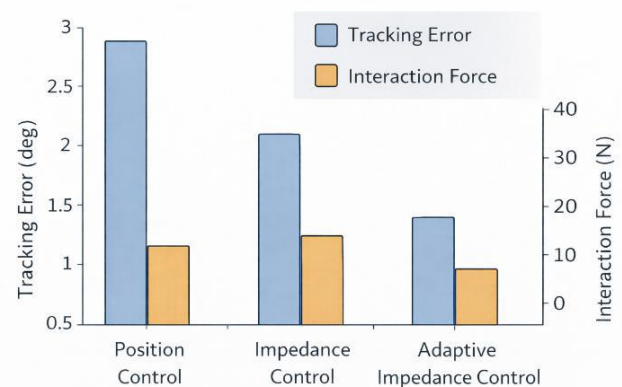 Tracking Error
Interaction Force
Tracking Error (deg)
3
2.5
2
1.5
1
0.5
40
30
20
10
0
Interaction Force (N)
Position
Control
Impedance
Control
Adaptive
Impedance Control